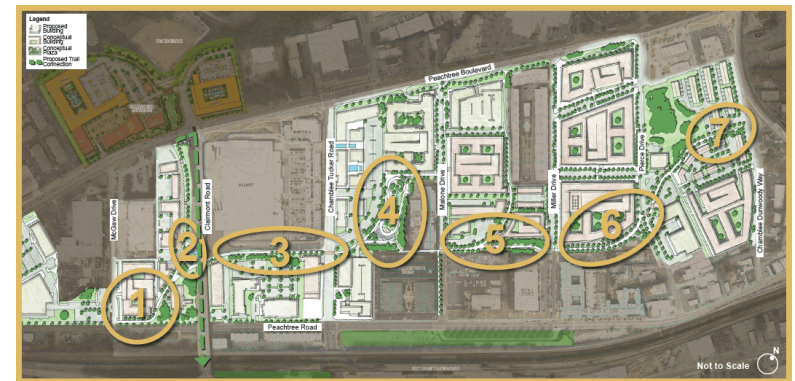 Legend
Proposed
Building
Conceptual
Building
Conceptual
Plaza
Proposed Trail
Connection
Peachtree Boulevard
McGaw Drive
Clairmont Road
Chamblee Tucker Road
Malone Drive
Miller Drive
Pierce Drive
Chamblee Dunwoody Way
1
2
3
4
5
6
7
Peachtree Road
Not to Scale
N